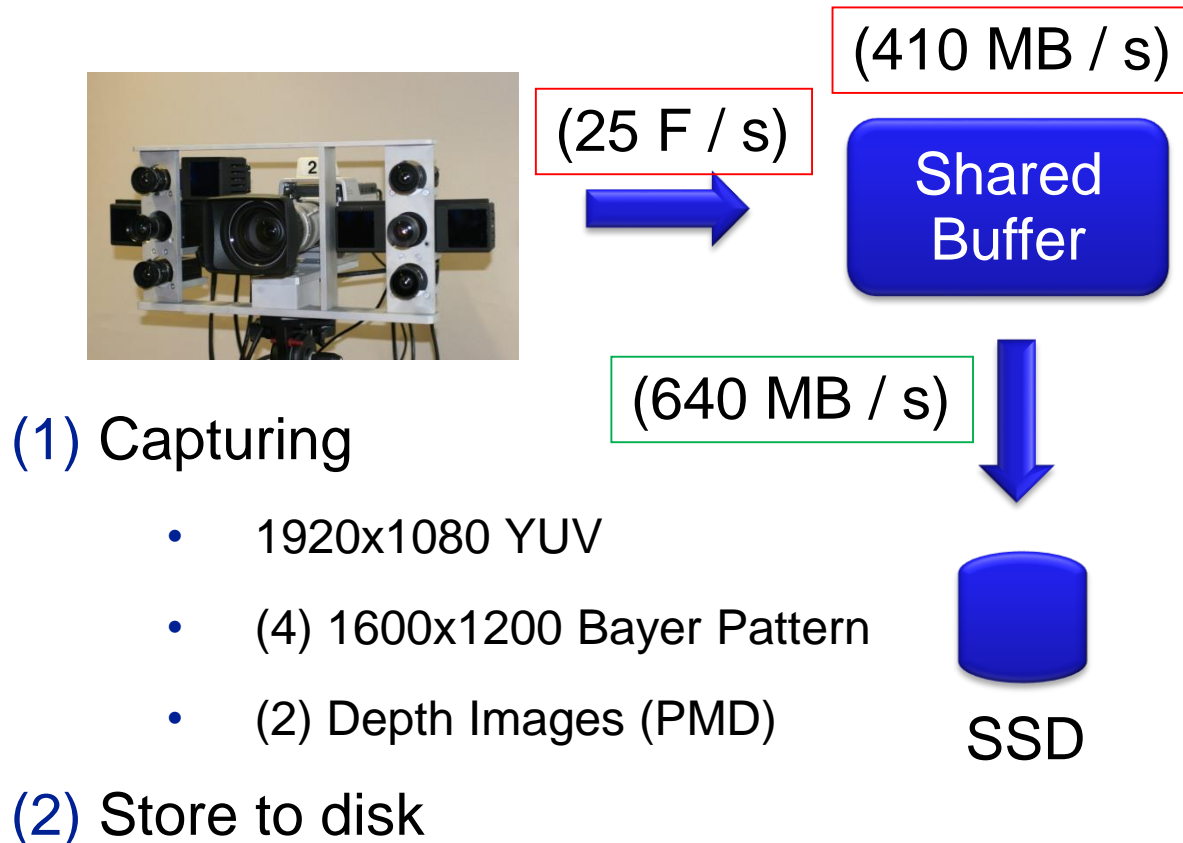 (410 MB / s)
(25 F / s)
2
Shared
Buffer
(640 MB / s)
(1) Capturing
• 1920x1080 YUV
• (4) 1600x1200 Bayer Pattern
• (2) Depth Images (PMD)
SSD
(2) Store to disk